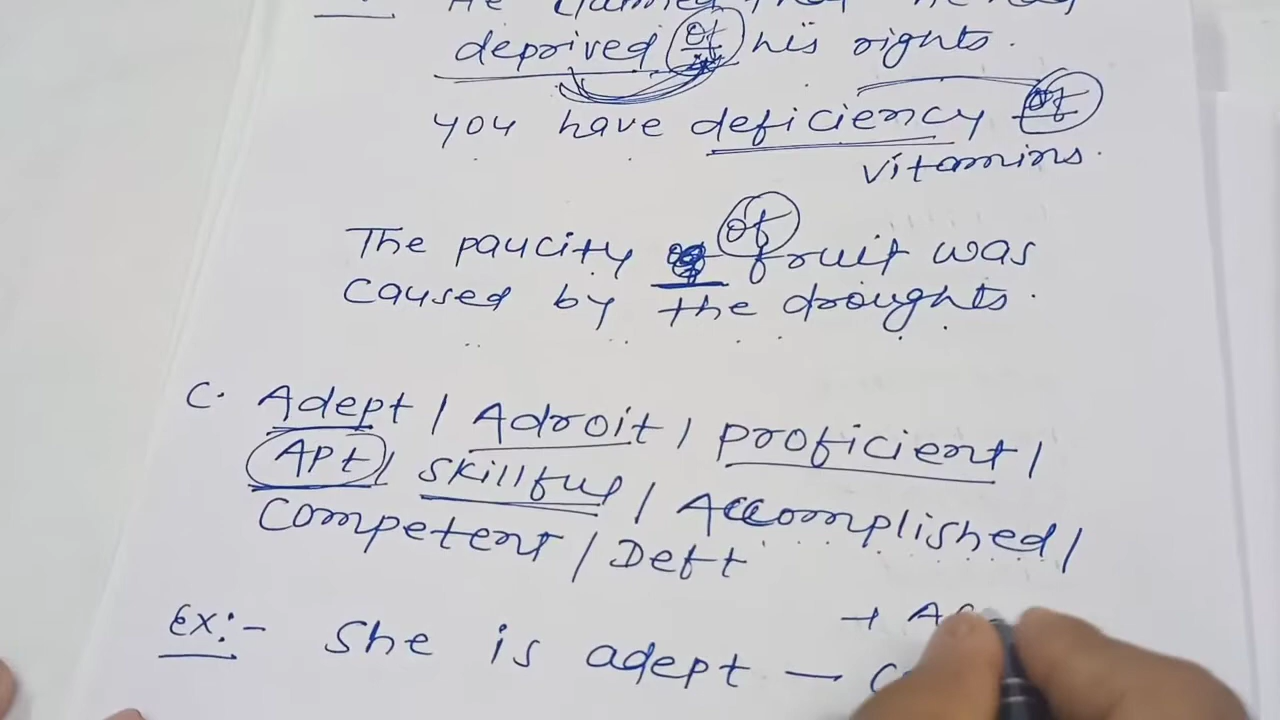 deprived of his rights.
you have deficiency of
vitamins.
The paucity of fruit was
caused by the droughts.
C. Adept / Adroit / proficient /
Apt / skillful / Accomplished /
Competent / Deft
Ex:- She is adept —